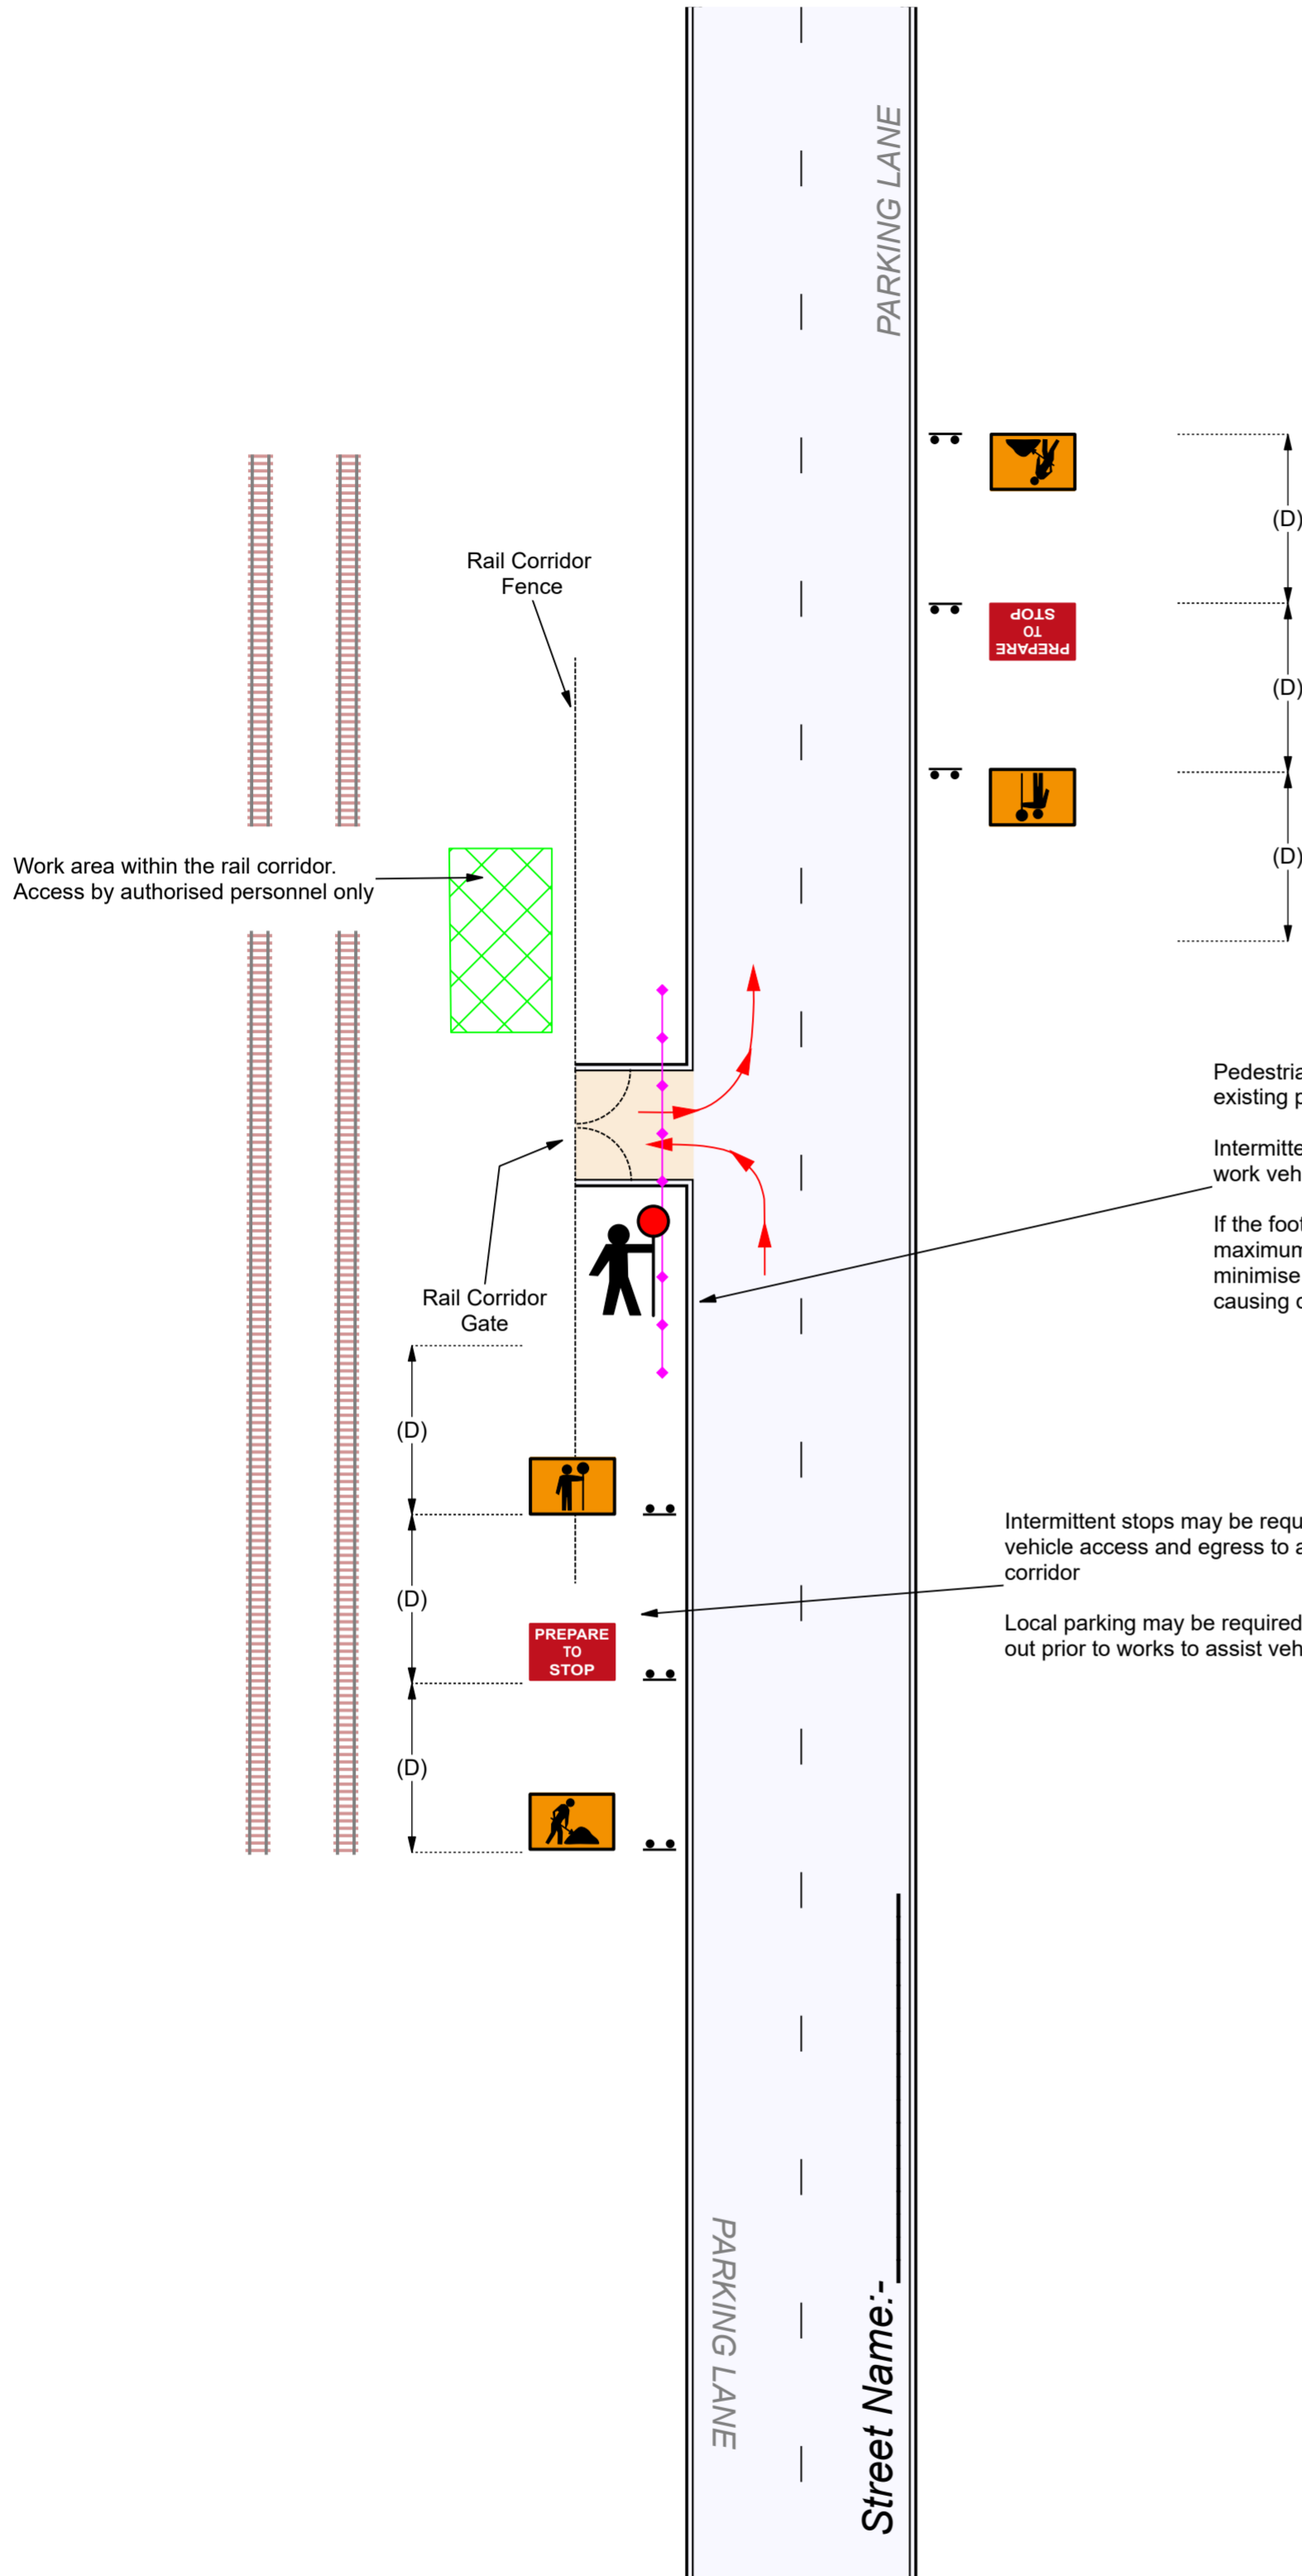 PARKING LANE
(D)
Rail Corridor
Fence
PREPARE
TO
STOP
(D)
Work area within the rail corridor.
Access by authorised personnel only
(D)
Pedestria
existing p
Intermitte
work veh
If the foot
maximum
minimise
causing c
Rail Corridor
Gate
(D)
Intermittent stops may be requ
vehicle access and egress to a
corridor
Local parking may be required
out prior to works to assist veh
(D)
PREPARE
TO
STOP
(D)
PARKING LANE
Street Name:-